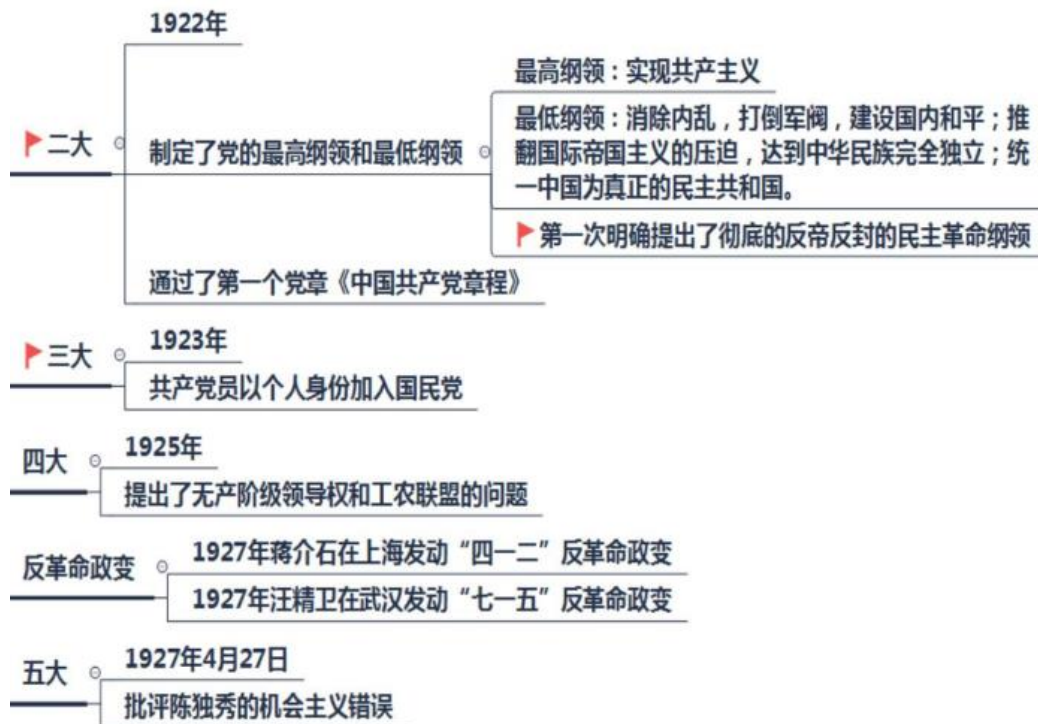 1922年
二大
制定了党的最高纲领和最低纲领
最高纲领：实现共产主义
最低纲领：消除内乱，打倒军阀，建设国内和平；推
翻国际帝国主义的压迫，达到中华民族完全独立；统
一中国为真正的民主共和国。
第一次明确提出了彻底的反帝反封的民主革命纲领
通过了第一个党章《中国共产党章程》
三大
1923年
共产党员以个人身份加入国民党
四大
1925年
提出了无产阶级领导权和工农联盟的问题
反革命政变
1927年蒋介石在上海发动“四一二”反革命政变
1927年汪精卫在武汉发动“七一五”反革命政变
五大
1927年4月27日
批评陈独秀的机会主义错误